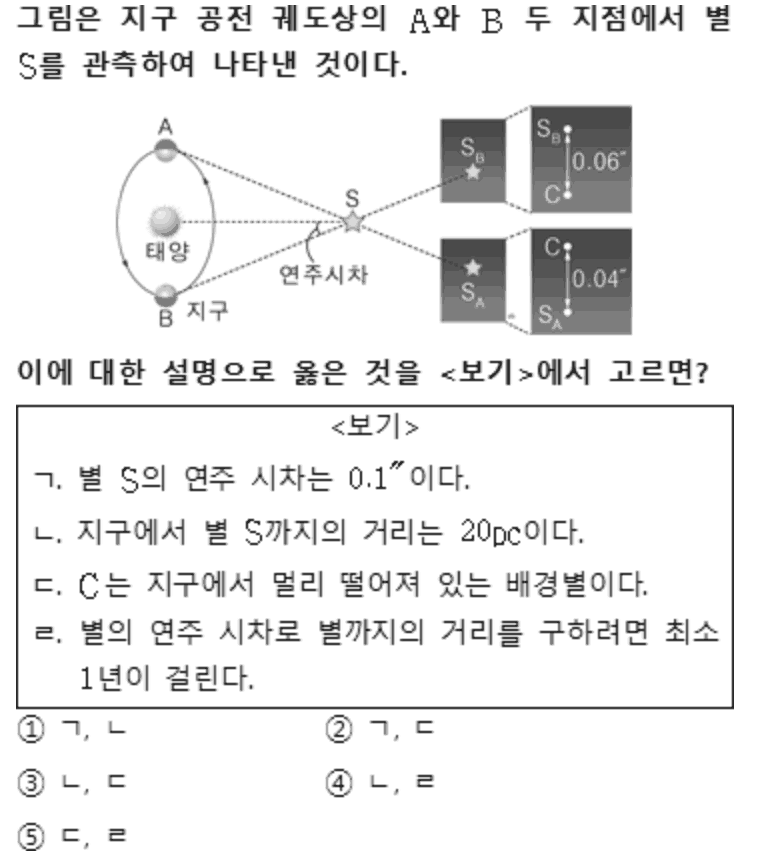 그림은 지구 공전 궤도상의 A와 B 두 지점에서 별
S를 관측하여 나타낸 것이다.
A
S
태양
연주시차
B 지구
S_B
S_B
0.06″
C
S_A
C
0.04″
S_A
이에 대한 설명으로 옳은 것을 <보기>에서 고르면?
<보기>
ㄱ. 별 S의 연주 시차는 0.1″이다.
ㄴ. 지구에서 별 S까지의 거리는 20pc이다.
ㄷ. C는 지구에서 멀리 떨어져 있는 배경별이다.
ㄹ. 별의 연주 시차로 별까지의 거리를 구하려면 최소
1년이 걸린다.
① ㄱ, ㄴ ② ㄱ, ㄷ
③ ㄴ, ㄷ ④ ㄴ, ㄹ
⑤ ㄷ, ㄹ